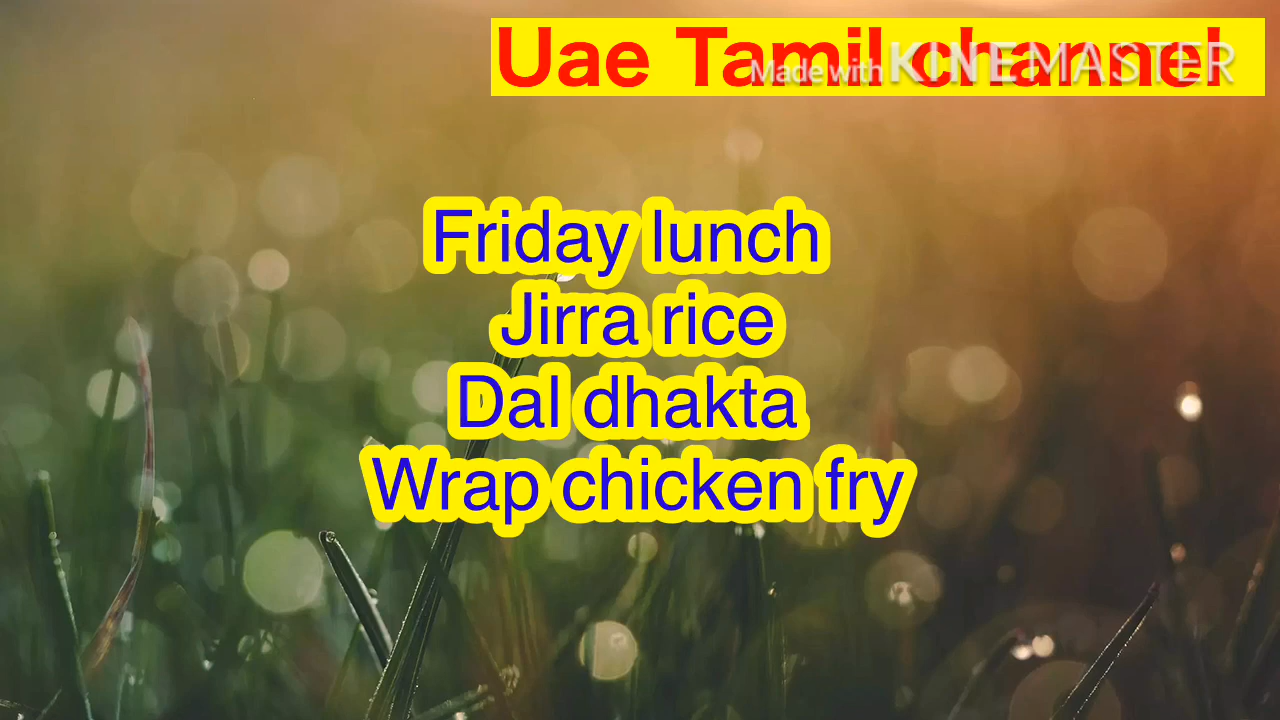 Uae Tamil channel
Made with KINEMASTER
Friday lunch
Jirra rice
Dal dhakta
Wrap chicken fry